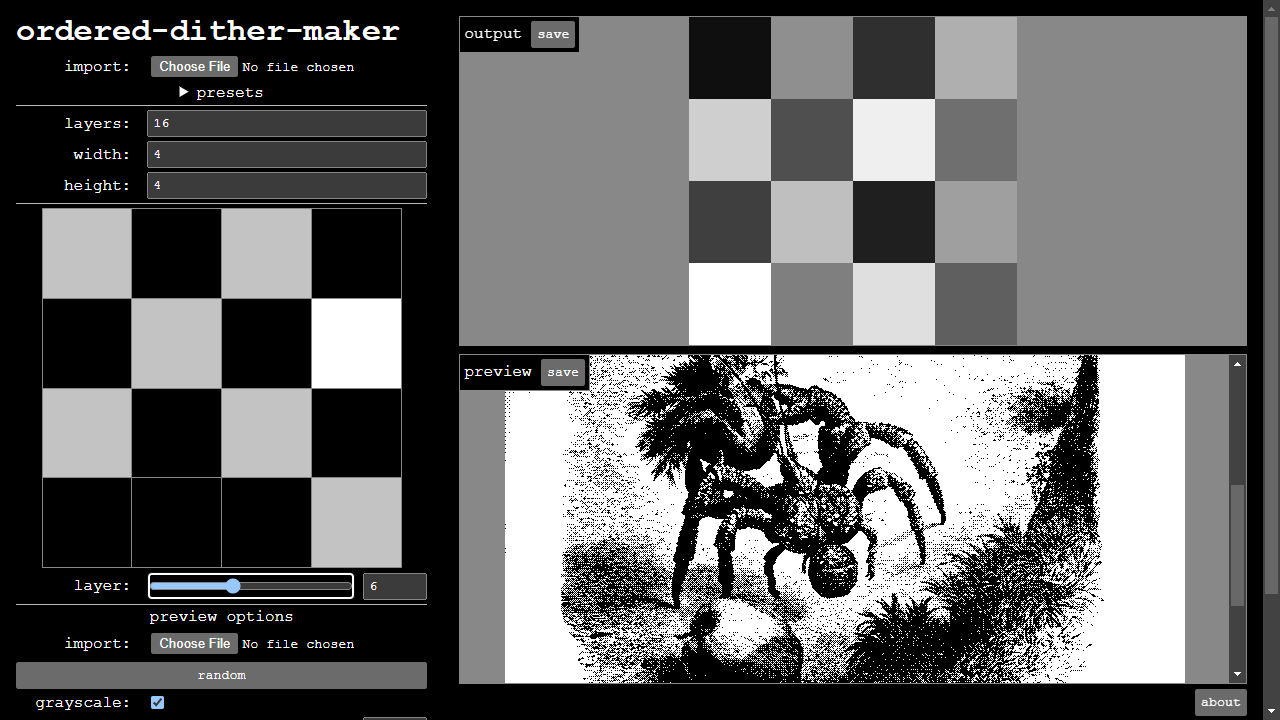 ordered-dither-maker
import: Choose File No file chosen
▶ presets
layers: 16
width: 4
height: 4
layer: 6
preview options
import: Choose File No file chosen
random
grayscale:
output save
preview save
about